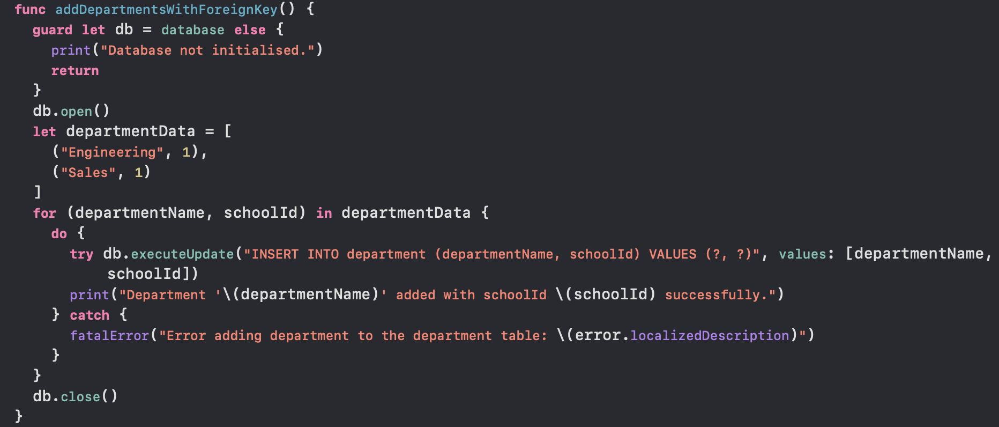 func addDepartmentsWithForeignKey() {
guard let db = database else {
print("Database not initialised.")
return
}
db.open()
let departmentData = [
("Engineering", 1),
("Sales", 1)
]
for (departmentName, schoolId) in departmentData {
do {
try db.executeUpdate("INSERT INTO department (departmentName, schoolId) VALUES (?, ?)", values: [departmentName,
schoolId])
print("Department '\(departmentName)' added with schoolId \(schoolId) successfully.")
} catch {
fatalError("Error adding department to the department table: \(error.localizedDescription)")
}
}
db.close()
}